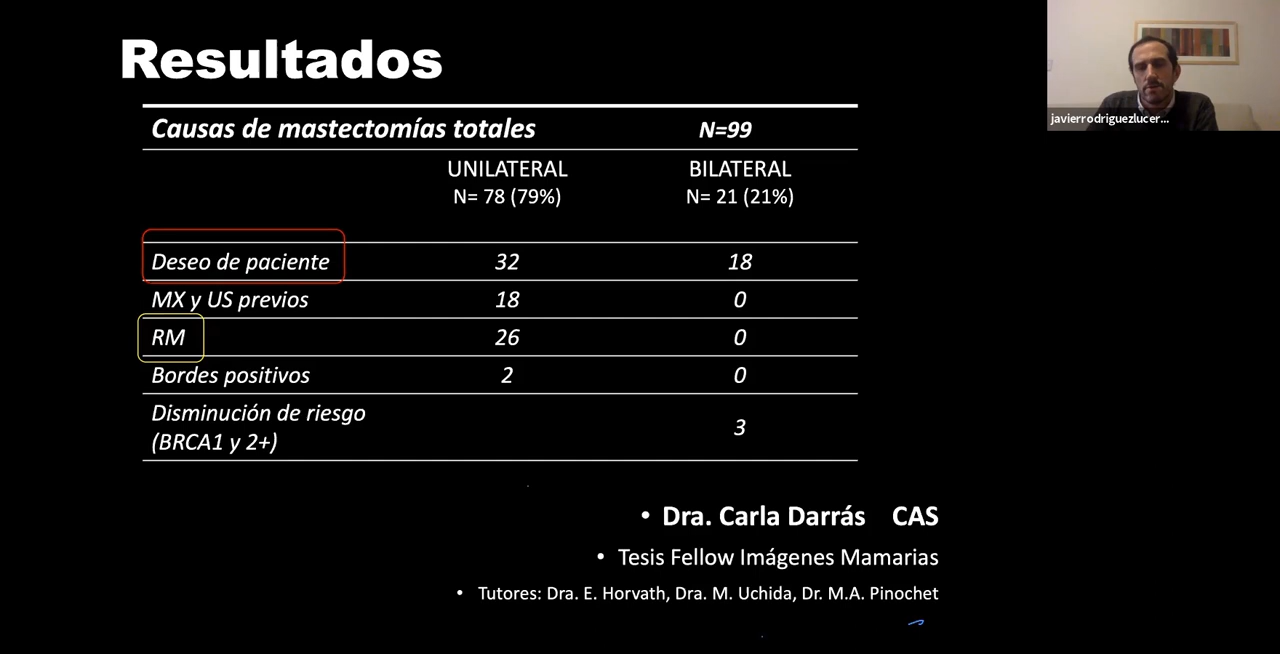 Resultados
Causas de mastectomías totales N=99
UNILATERAL BILATERAL
N= 78 (79%) N= 21 (21%)
Deseo de paciente 32 18
MX y US previos 18 0
RM 26 0
Bordes positivos 2 0
Disminución de riesgo
(BRCA1 y 2+) 3
• Dra. Carla Darrás CAS
• Tesis Fellow Imágenes Mamarias
• Tutores: Dra. E. Horvath, Dra. M. Uchida, Dr. M.A. Pinochet
javierrodriguezlucer...